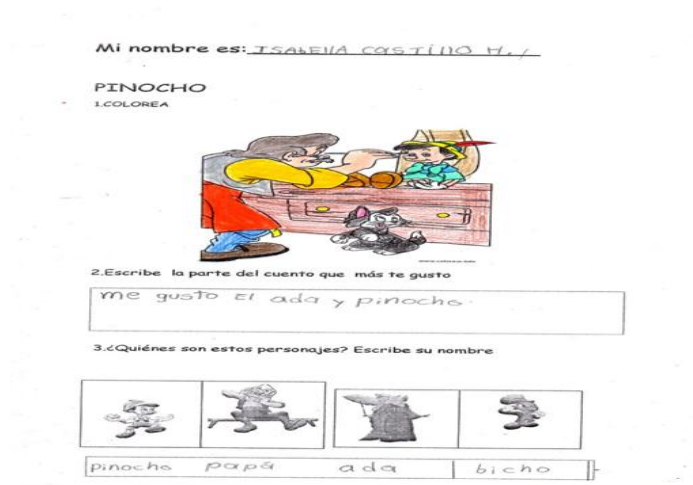 Mi nombre es: ISAbEllA CASTillO H.
PINOCHO
1.COLOREA
2.Escribe la parte del cuento que más te gusto
me gusto El ada y pinocho.
3.¿Quiénes son estos personajes? Escribe su nombre
pinocho papá ada bicho